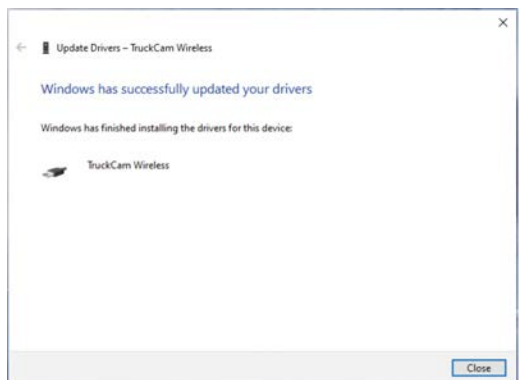 Update Drivers – TruckCam Wireless
Windows has successfully updated your drivers
Windows has finished installing the drivers for this device:
TruckCam Wireless
Close